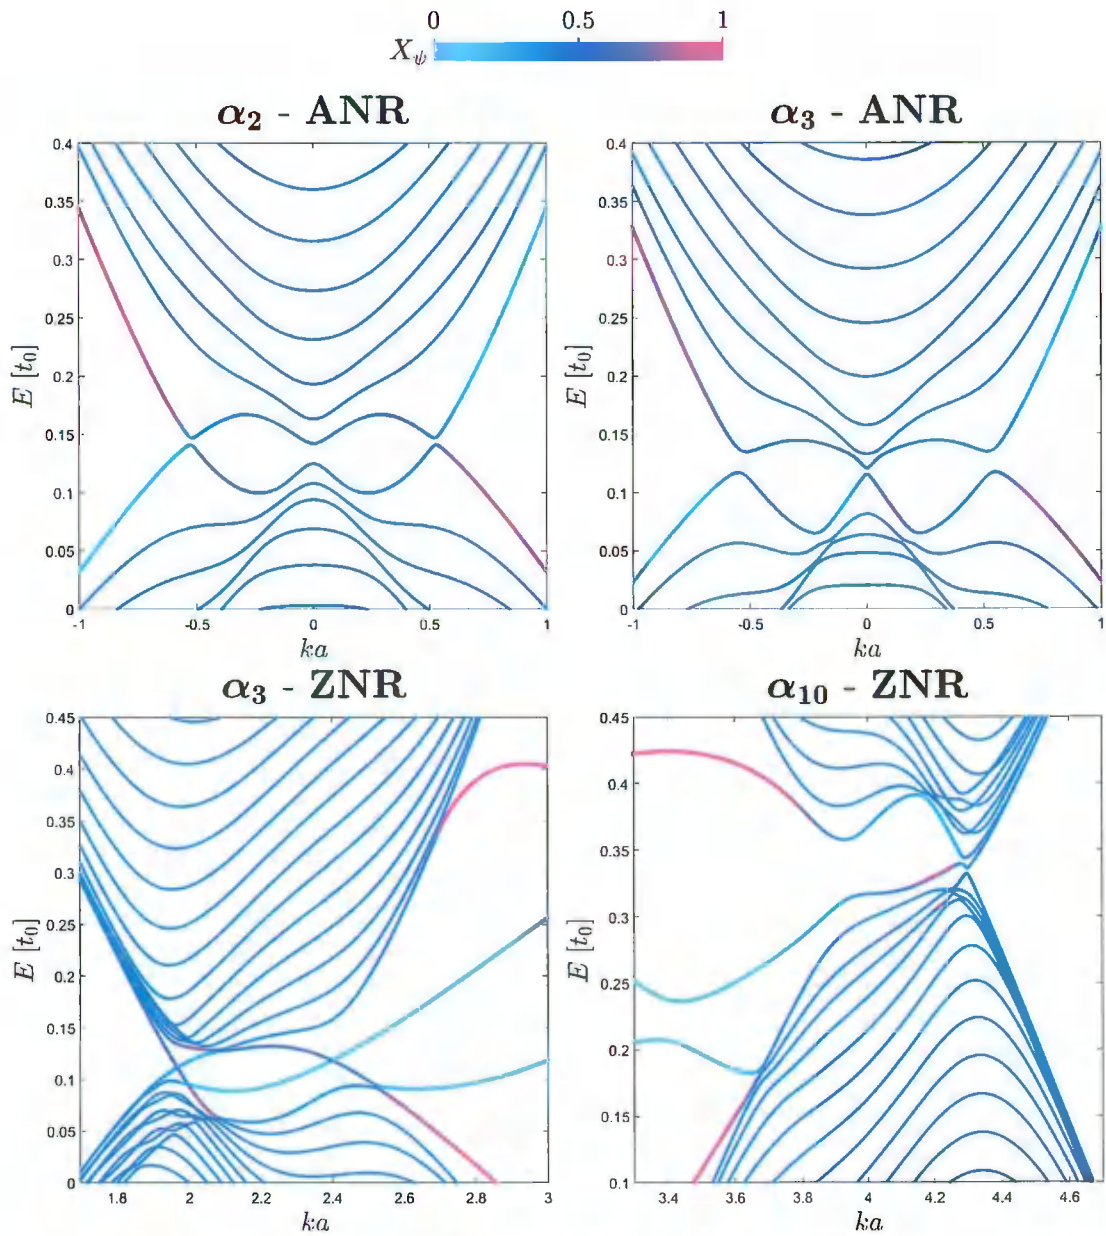 0 0.5 1
X_ψ
α₂ - ANR α₃ - ANR
0.4 0.4
0.35 0.35
0.3 0.3
0.25 0.25
E [t₀] E [t₀]
0.2 0.2
0.15 0.15
0.1 0.1
0.05 0.05
0 0
-1 -0.5 0 0.5 1 -1 -0.5 0 0.5 1
ka ka
α₃ - ZNR α₁₀ - ZNR
0.45 0.45
0.4 0.4
0.35 0.35
0.3 0.3
0.25 0.25
E [t₀] E [t₀]
0.2 0.2
0.15 0.15
0.1 0.1
0.05
0
1.8 2 2.2 2.4 2.6 2.8 3 3.4 3.6 3.8 4 4.2 4.4 4.6
ka ka